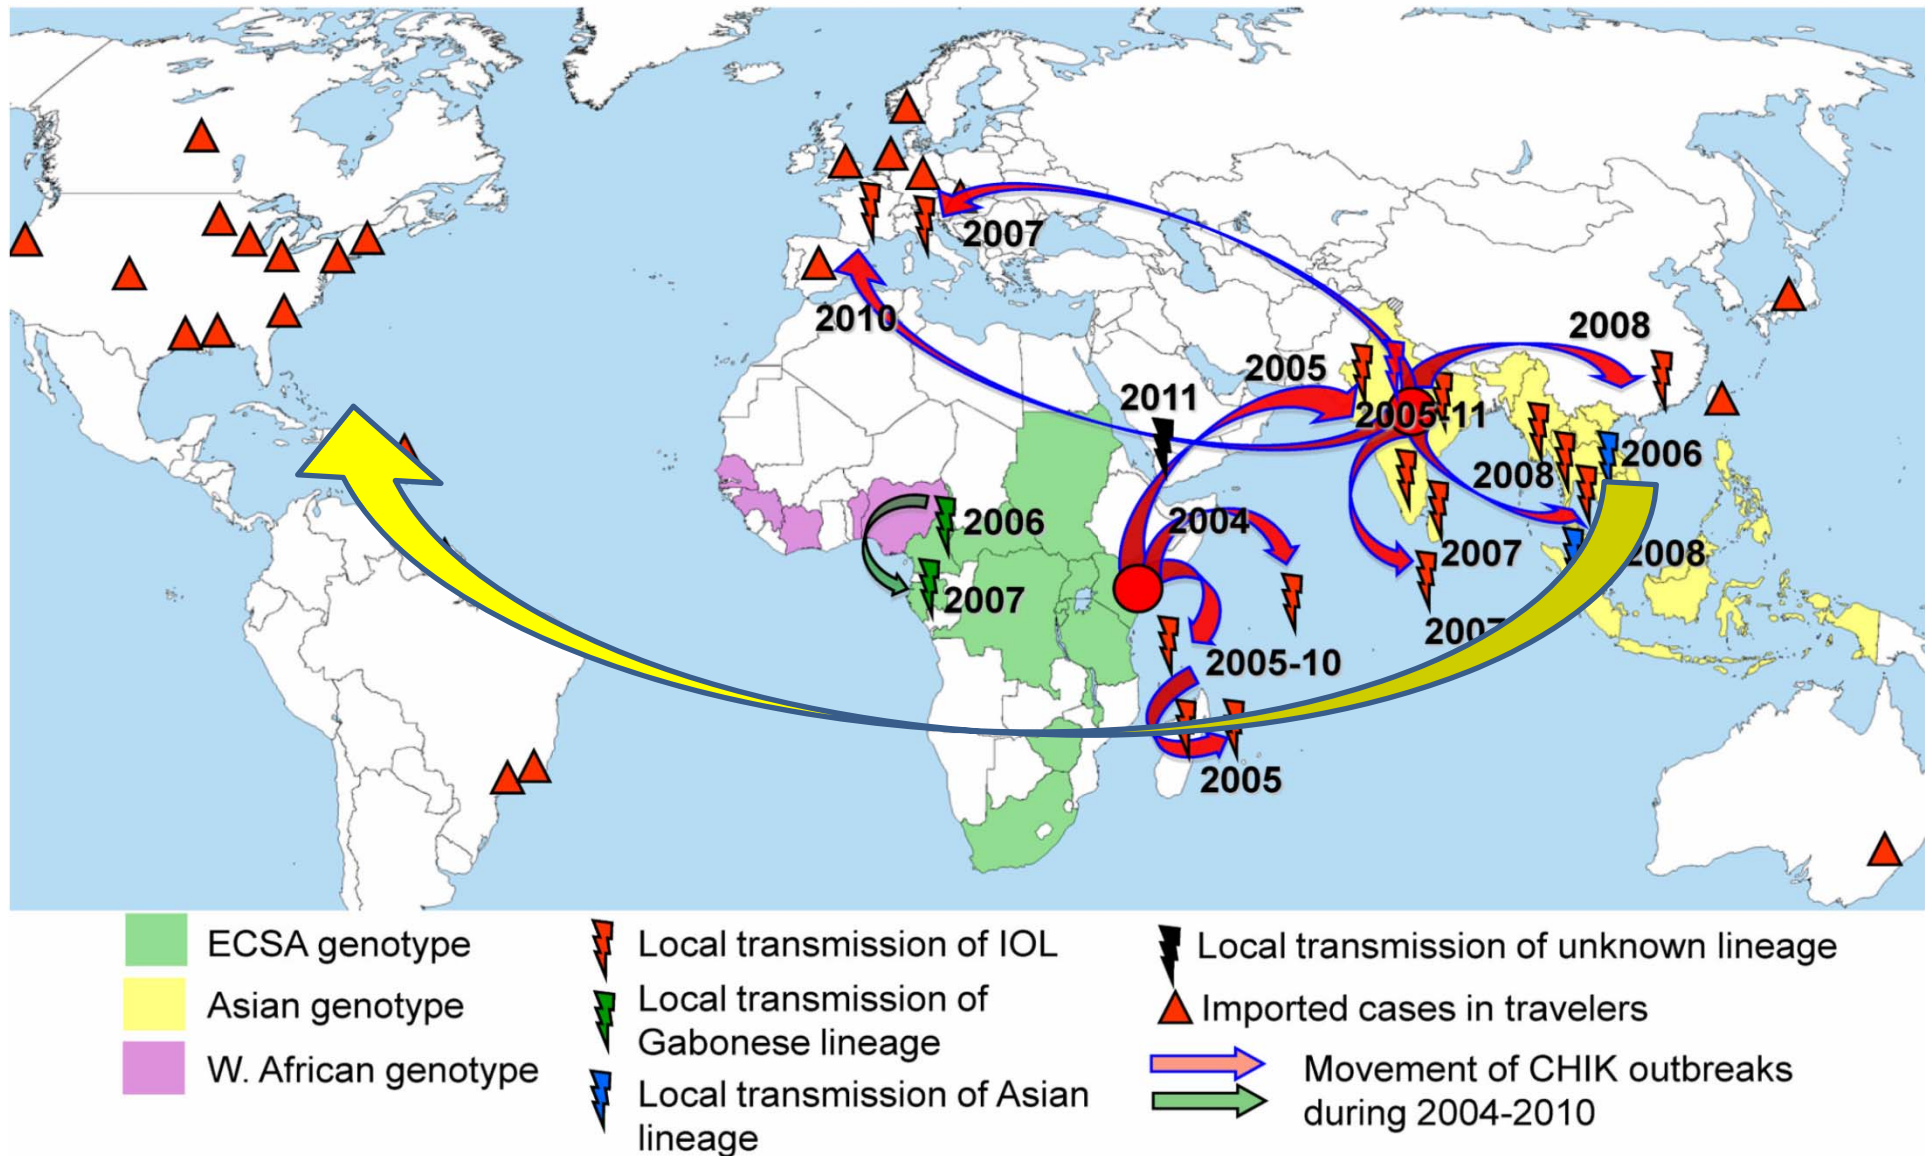 2007
2010
2008
2005
2011
2005-11
2006
2008
2004
2006
2007
2008
2007
2007
2005-10
2005
ECSA genotype
Asian genotype
W. African genotype
Local transmission of IOL
Local transmission of
Gabonese lineage
Local transmission of Asian
lineage
Local transmission of unknown lineage
Imported cases in travelers
Movement of CHIK outbreaks
during 2004-2010